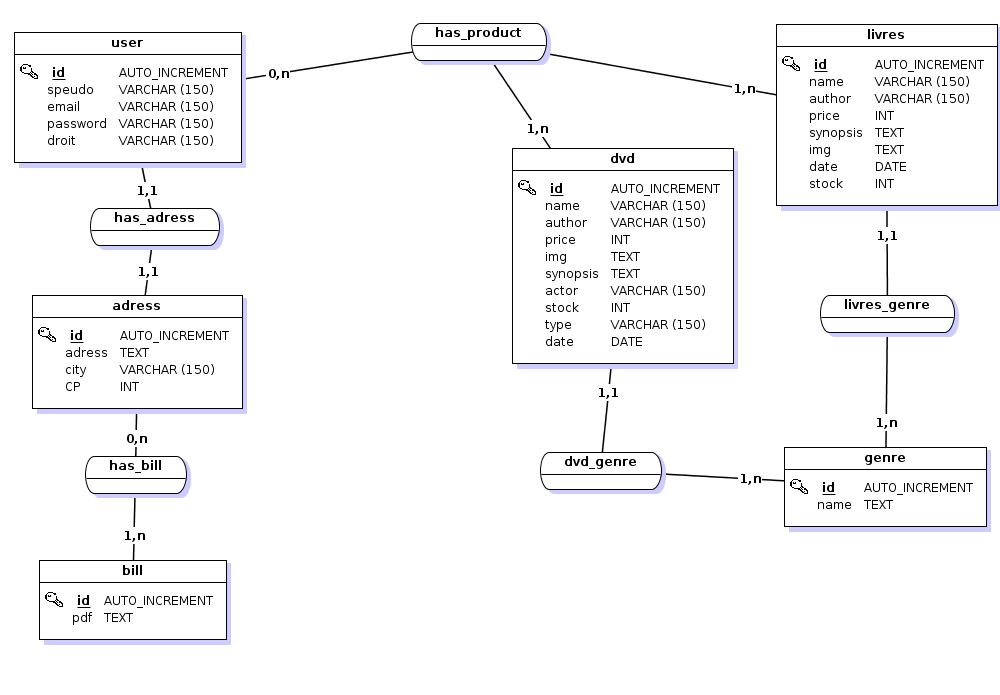 user
id AUTO_INCREMENT
speudo VARCHAR (150)
email VARCHAR (150)
password VARCHAR (150)
droit VARCHAR (150)
has_product
0,n
1,n
1,n
livres
id AUTO_INCREMENT
name VARCHAR (150)
author VARCHAR (150)
price INT
synopsis TEXT
img TEXT
date DATE
stock INT
dvd
id AUTO_INCREMENT
name VARCHAR (150)
author VARCHAR (150)
price INT
img TEXT
synopsis TEXT
actor VARCHAR (150)
stock INT
type VARCHAR (150)
date DATE
1,1
has_adress
1,1
adress
id AUTO_INCREMENT
adress TEXT
city VARCHAR (150)
CP INT
0,n
has_bill
1,n
bill
id AUTO_INCREMENT
pdf TEXT
1,1
dvd_genre
1,n
1,1
livres_genre
1,n
genre
id AUTO_INCREMENT
name TEXT